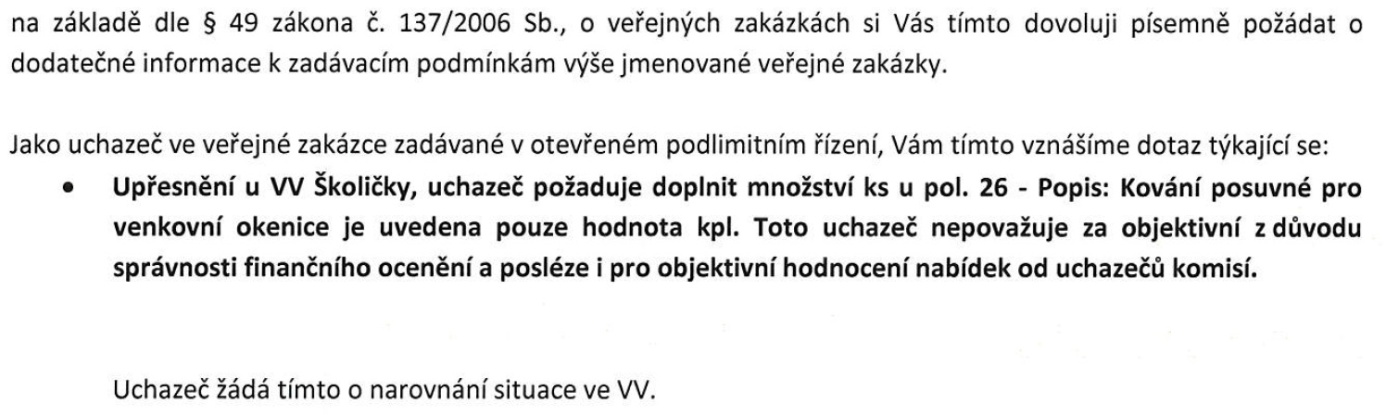 na základě dle § 49 zákona č. 137/2006 Sb., o veřejných zakázkách si Vás tímto dovoluji písemně požádat o
dodatečné informace k zadávacím podmínkám výše jmenované veřejné zakázky.
Jako uchazeč ve veřejné zakázce zadávané v otevřeném podlimitním řízení, Vám tímto vznášíme dotaz týkající se:
• Upřesnění u VV Školičky, uchazeč požaduje doplnit množství ks u pol. 26 - Popis: Kování posuvné pro
venkovní okenice je uvedena pouze hodnota kpl. Toto uchazeč nepovažuje za objektivní z důvodu
správnosti finančního ocenění a posléze i pro objektivní hodnocení nabídek od uchazečů komisí.
Uchazeč žádá tímto o narovnání situace ve VV.